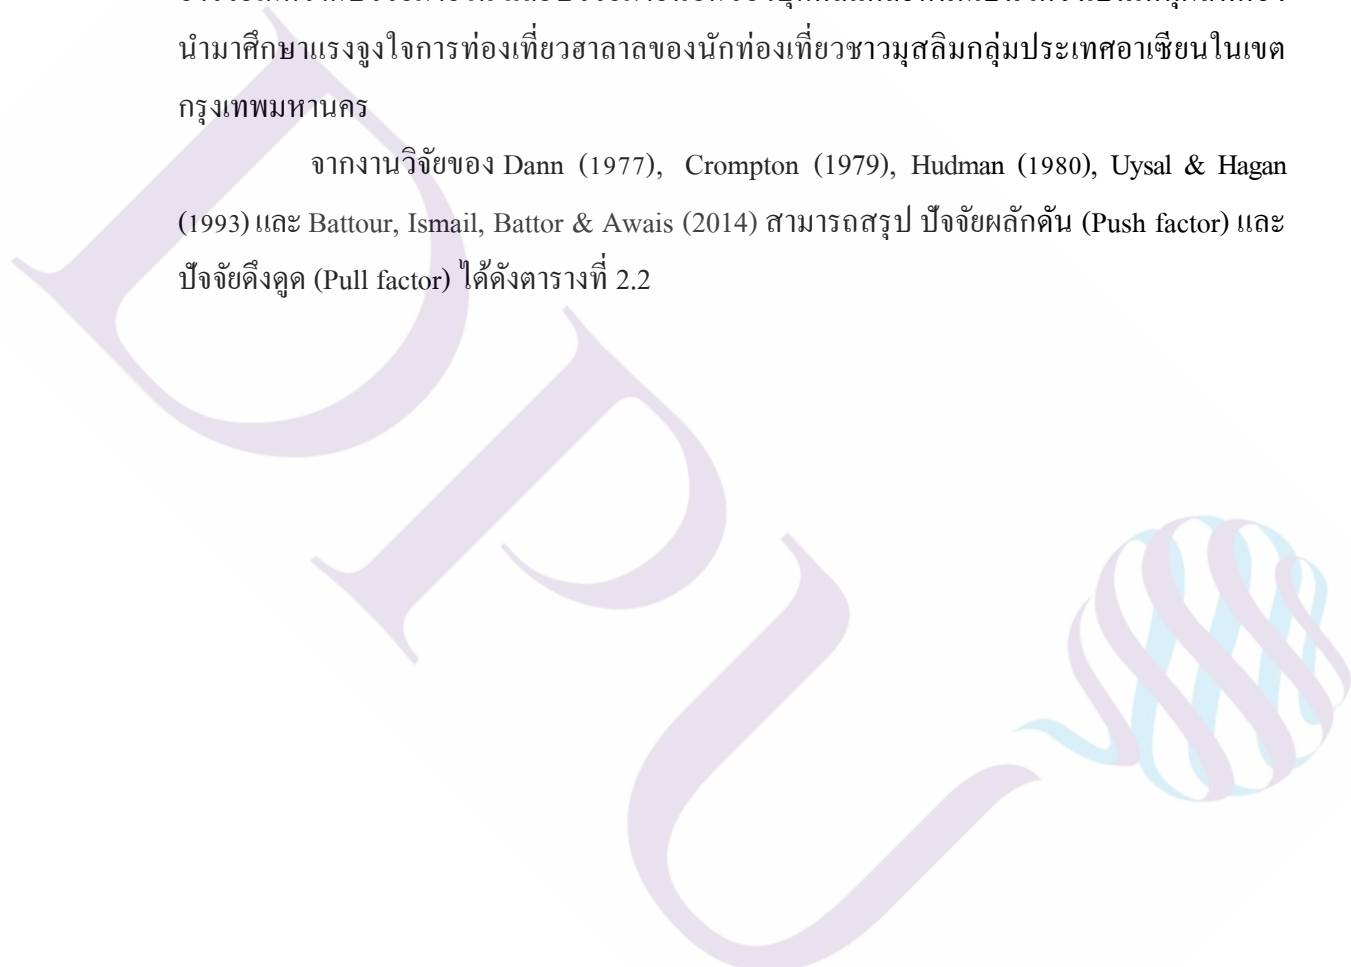 นำมาศึกษาแรงจูงใจการท่องเที่ยวฮาลาลของนักท่องเที่ยวชาวมุสลิมกลุ่มประเทศอาเซียนในเขต
กรุงเทพมหานคร
จากงานวิจัยของ Dann (1977), Crompton (1979), Hudman (1980), Uysal & Hagan
(1993) และ Battour, Ismail, Battor & Awais (2014) สามารถสรุป ปัจจัยผลักดัน (Push factor) และ
ปัจจัยดึงดูด (Pull factor) ได้ดังตารางที่ 2.2
DPU